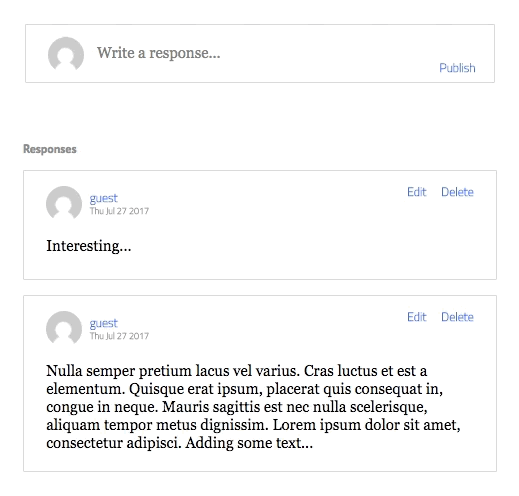 Write a response...
Publish
Responses
guest
Edit Delete
Thu Jul 27 2017
Interesting...
guest
Edit Delete
Thu Jul 27 2017
Nulla semper pretium lacus vel varius. Cras luctus et est a
elementum. Quisque erat ipsum, placerat quis consequat in,
congue in neque. Mauris sagittis est nec nulla scelerisque,
aliquam tempor metus dignissim. Lorem ipsum dolor sit amet,
consectetur adipisci. Adding some text...